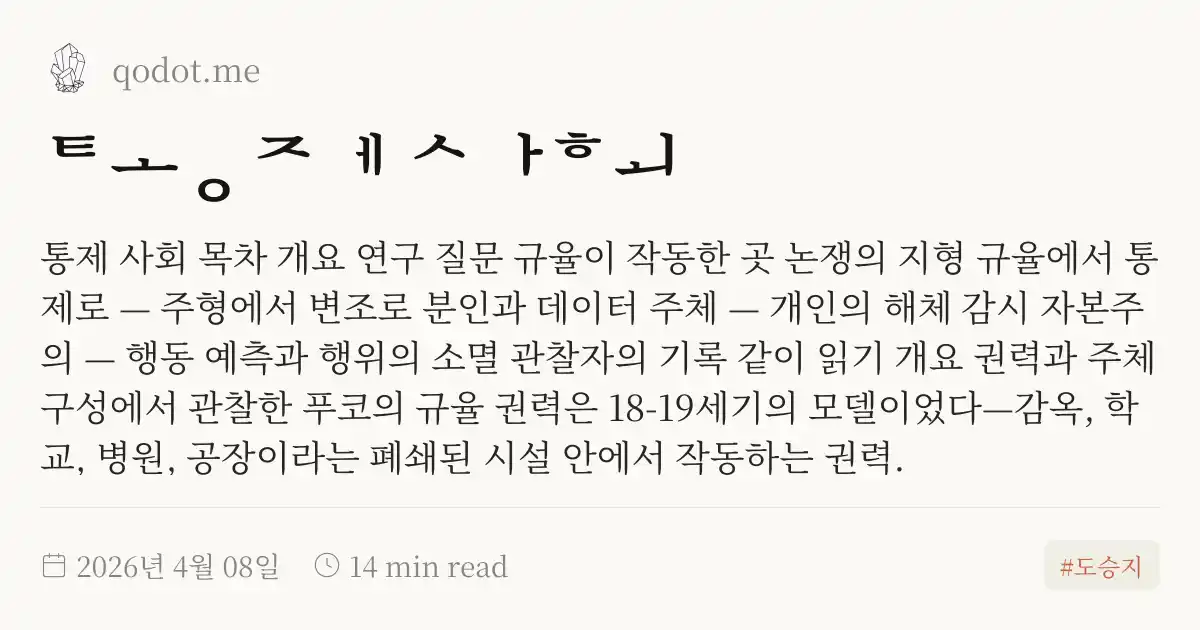 qodot.me
통제 사회
통제 사회 목차 개요 연구 질문 규율이 작동한 곳 논쟁의 지형 규율에서 통
제로 — 주형에서 변조로 분인과 데이터 주체 — 개인의 해체 감시 자본주
의 — 행동 예측과 행위의 소멸 관찰자의 기록 같이 읽기 개요 권력과 주체
구성에서 관찰한 푸코의 규율 권력은 18-19세기의 모델이었다—감옥, 학
교, 병원, 공장이라는 폐쇄된 시설 안에서 작동하는 권력.
2026년 4월 08일 14 min read #도승지